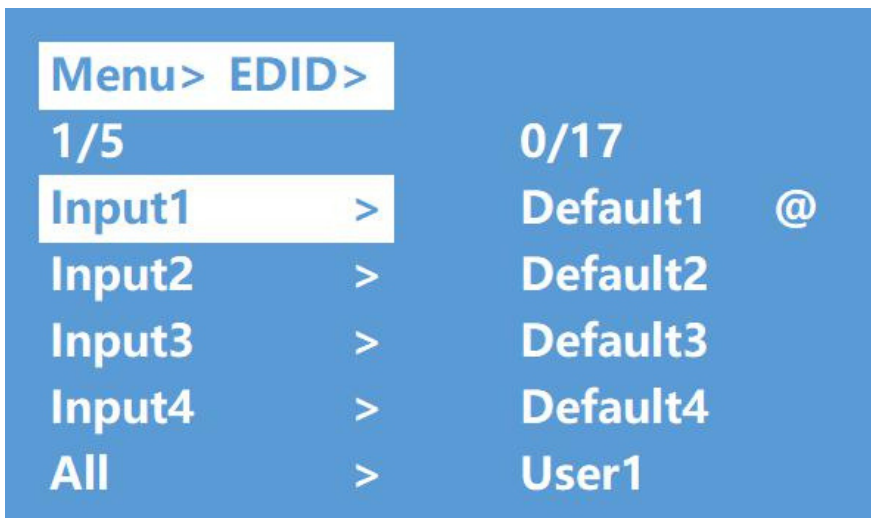 Menu> EDID>
1/5 0/17
Input1 > Default1 @
Input2 > Default2
Input3 > Default3
Input4 > Default4
All > User1